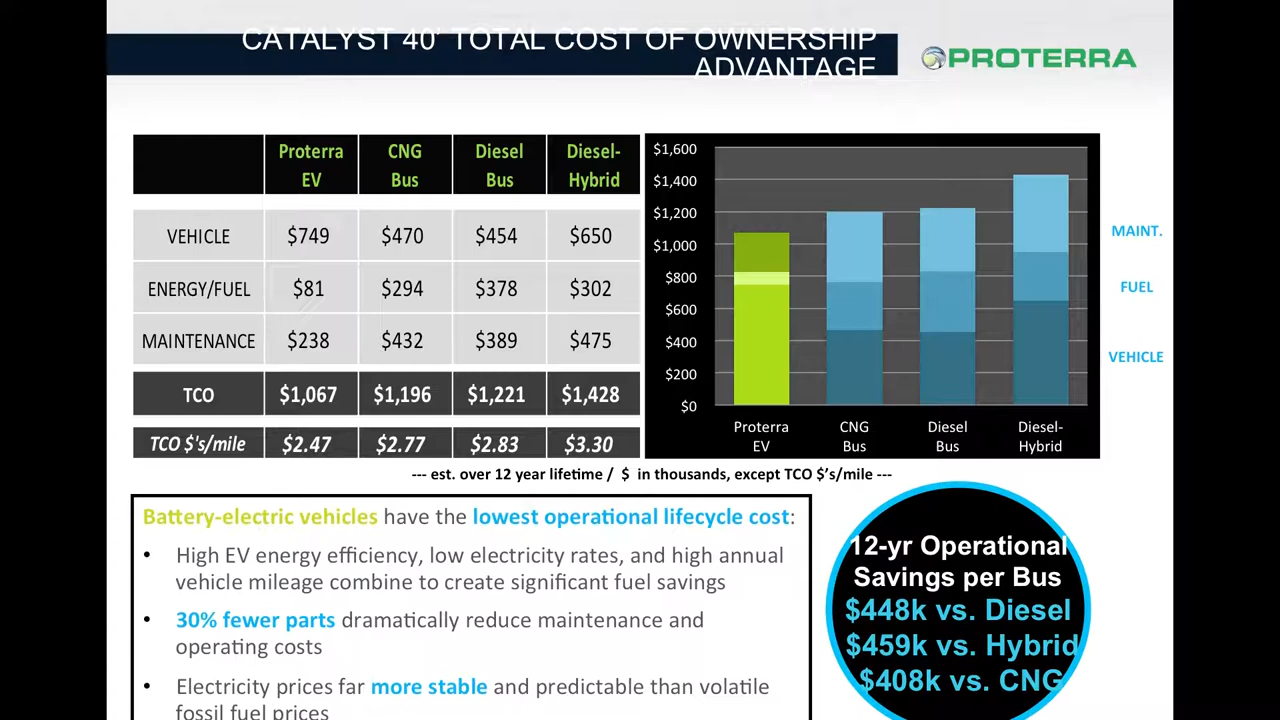 CATALYST 40' TOTAL COST OF OWNERSHIP
ADVANTAGE
PROTERRA
Proterra EV CNG Bus Diesel Bus Diesel-Hybrid
VEHICLE $749 $470 $454 $650
ENERGY/FUEL $81 $294 $378 $302
MAINTENANCE $238 $432 $389 $475
TCO $1,067 $1,196 $1,221 $1,428
TCO $'s/mile $2.47 $2.77 $2.83 $3.30
$1,600
$1,400
$1,200
$1,000
$800
$600
$400
$200
$0
Proterra EV CNG Bus Diesel Bus Diesel-Hybrid
MAINT.
FUEL
VEHICLE
--- est. over 12 year lifetime / $ in thousands, except TCO $'s/mile ---
Battery-electric vehicles have the lowest operational lifecycle cost:
• High EV energy efficiency, low electricity rates, and high annual
vehicle mileage combine to create significant fuel savings
• 30% fewer parts dramatically reduce maintenance and
operating costs
• Electricity prices far more stable and predictable than volatile
fossil fuel prices
12-yr Operational
Savings per Bus
$448k vs. Diesel
$459k vs. Hybrid
$408k vs. CNG